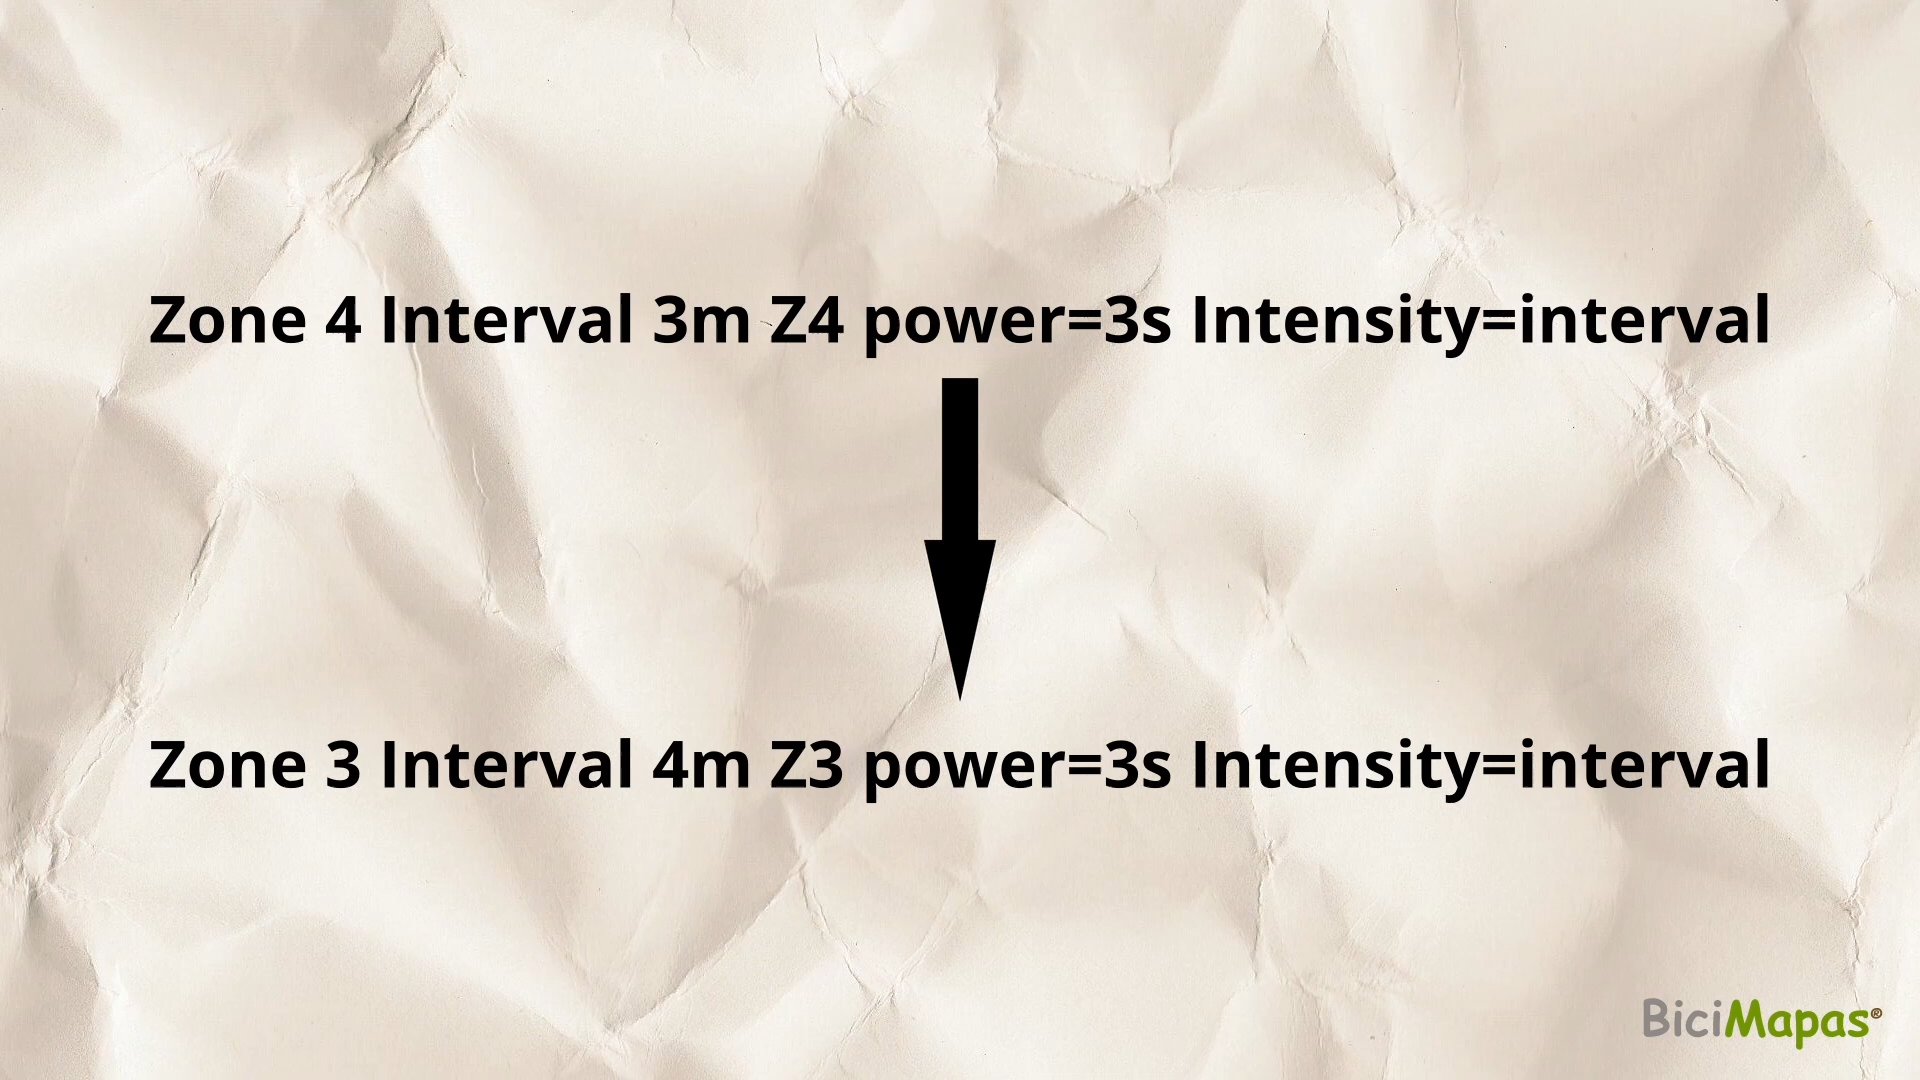 Zone 4 Interval 3m Z4 power=3s Intensity=interval
Zone 3 Interval 4m Z3 power=3s Intensity=interval
BiciMapas®